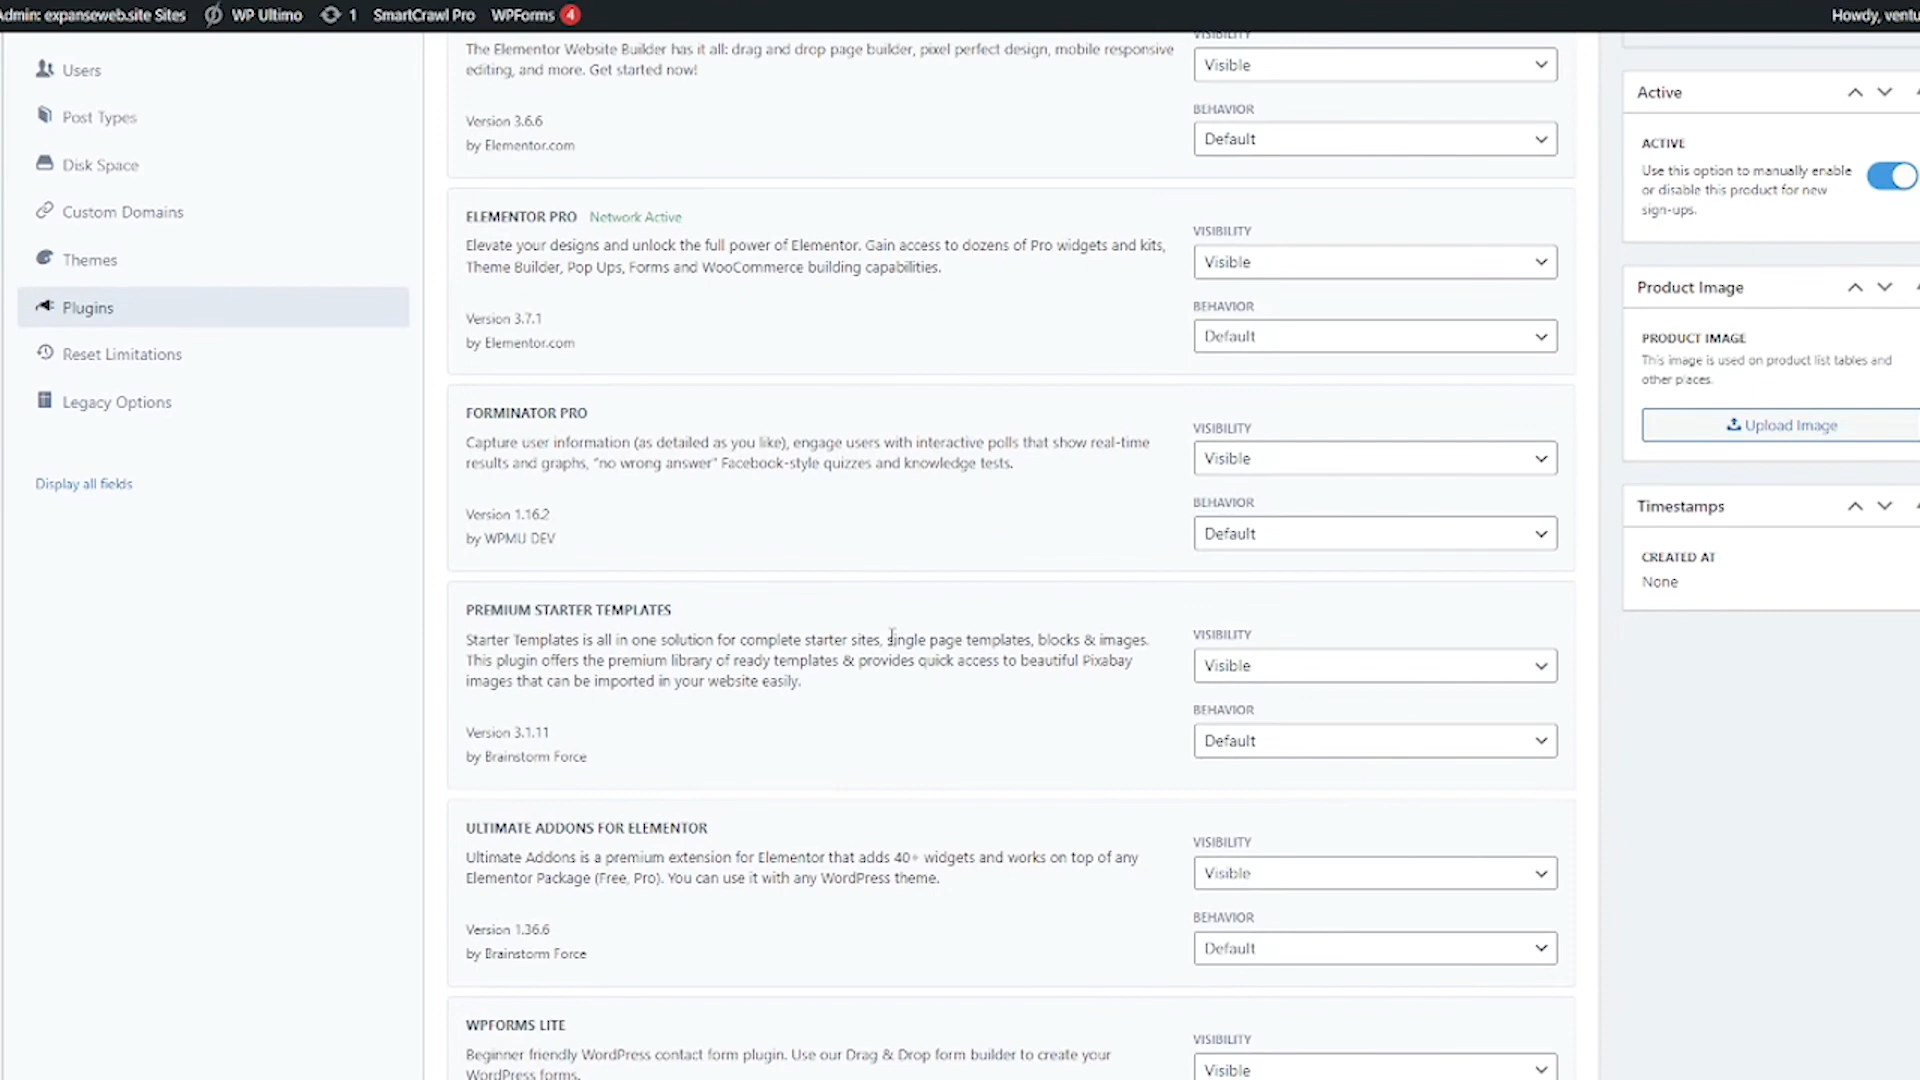 Admin: expanseweb.site Sites WP Ultimo 1 SmartCrawl Pro WPForms 4 Howdy, ventu
Users
Post Types
Disk Space
Custom Domains
Themes
Plugins
Reset Limitations
Legacy Options
Display all fields
The Elementor Website Builder has it all: drag and drop page builder, pixel perfect design, mobile responsive
editing, and more. Get started now!
Version 3.6.6
by Elementor.com
VISIBILITY
Visible
BEHAVIOR
Default
ELEMENTOR PRO Network Active
Elevate your designs and unlock the full power of Elementor. Gain access to dozens of Pro widgets and kits,
Theme Builder, Pop Ups, Forms and WooCommerce building capabilities.
Version 3.7.1
by Elementor.com
VISIBILITY
Visible
BEHAVIOR
Default
FORMINATOR PRO
Capture user information (as detailed as you like), engage users with interactive polls that show real-time
results and graphs, “no wrong answer” Facebook-style quizzes and knowledge tests.
Version 1.16.2
by WPMU DEV
VISIBILITY
Visible
BEHAVIOR
Default
PREMIUM STARTER TEMPLATES
Starter Templates is all in one solution for complete starter sites, single page templates, blocks & images.
This plugin offers the premium library of ready templates & provides quick access to beautiful Pixabay
images that can be imported in your website easily.
Version 3.1.11
by Brainstorm Force
VISIBILITY
Visible
BEHAVIOR
Default
ULTIMATE ADDONS FOR ELEMENTOR
Ultimate Addons is a premium extension for Elementor that adds 40+ widgets and works on top of any
Elementor Package (Free, Pro). You can use it with any WordPress theme.
Version 1.36.6
by Brainstorm Force
VISIBILITY
Visible
BEHAVIOR
Default
WPFORMS LITE
Beginner friendly WordPress contact form plugin. Use our Drag & Drop form builder to create your
WordPress forms.
VISIBILITY
Visible
Active
ACTIVE
Use this option to manually enable
or disable this product for new
sign-ups.
Product Image
PRODUCT IMAGE
This image is used on product list tables and
other places.
Upload Image
Timestamps
CREATED AT
None